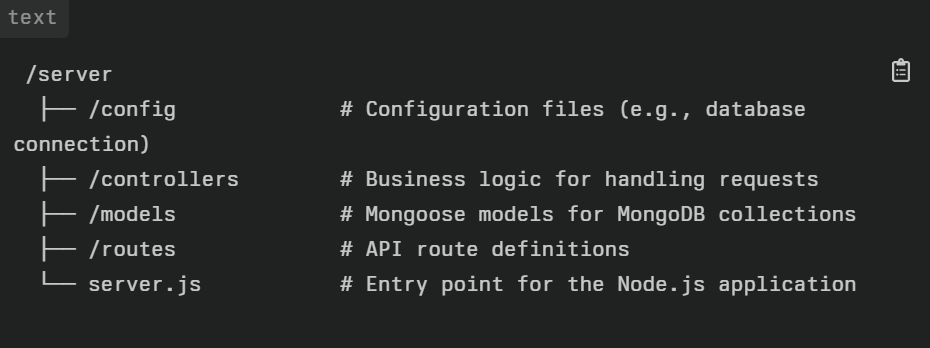 text
/server
├── /config             # Configuration files (e.g., database
connection)
├── /controllers        # Business logic for handling requests
├── /models             # Mongoose models for MongoDB collections
├── /routes             # API route definitions
└── server.js           # Entry point for the Node.js application